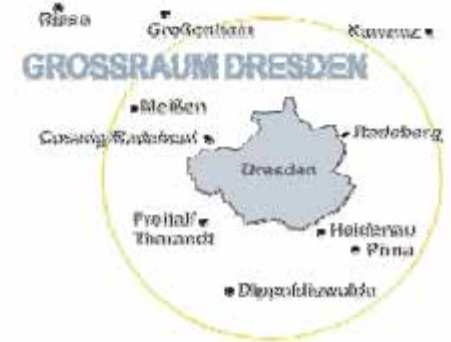 Riesa
Großenhain
Kamenz
GROSSRAUM DRESDEN
Meißen
Coswig/Radebeul
Radeberg
Dresden
Freital/
Tharandt
Heidenau
Pirna
Dippoldiswalde